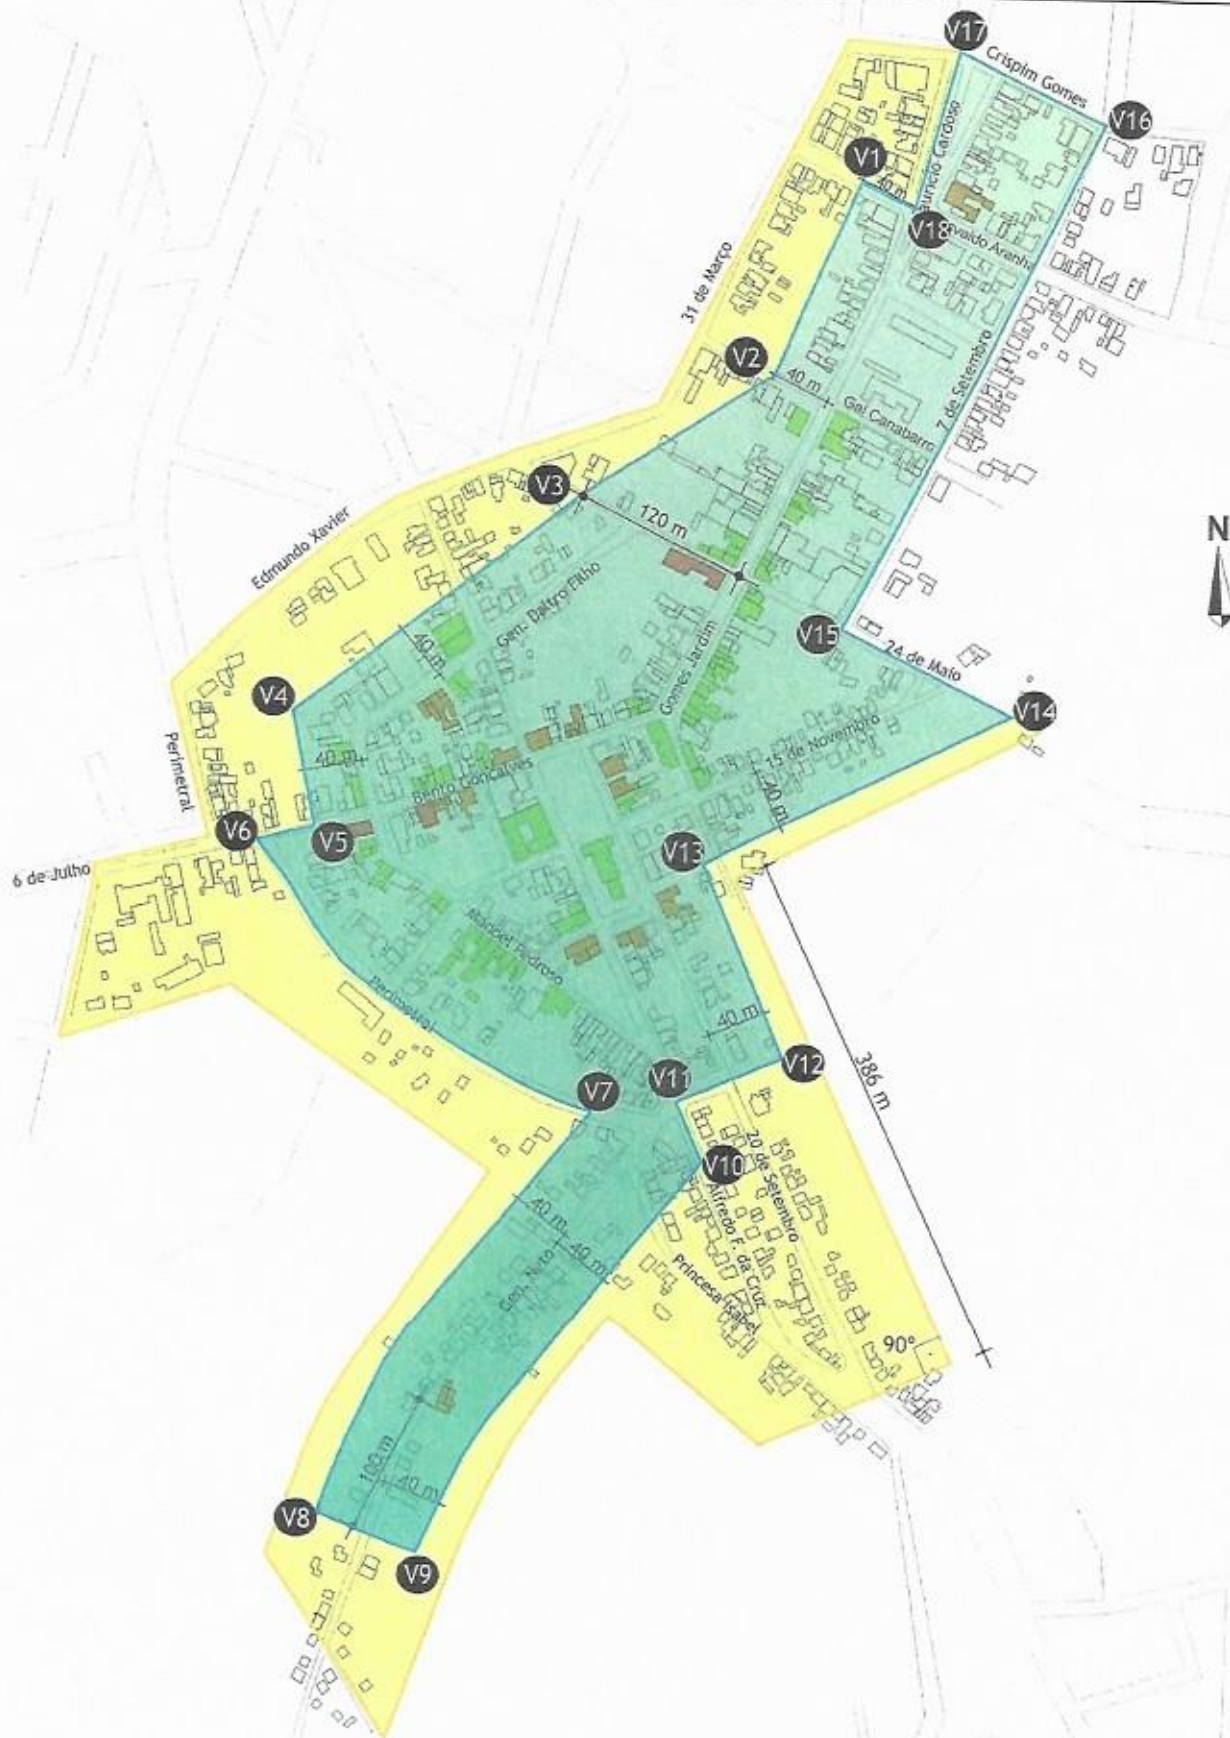 V17
Crispim Gomes
V16
V1
40 m
V18
31 de Março
V2
40 m
Gal Canabarro
7 de Setembro
V3
120 m
N
Edmundo Xavier
Gen. Daltro Filho
V15
24 de Maio
40 m
Gomes Jardim
V4
V14
15 de Novembro
40 m
Perimetral
Bento Gonçalves
40 m
V6
V5
V13
6 de Julho
Manoel Pedroso
Perimetral
40 m
V12
386 m
V11
V7
V10
20 de Setembro
Alfredo F. da Cruz
40 m
40 m
Gen. Neto
Princesa Isabel
90°
100 m
40 m
V8
V9